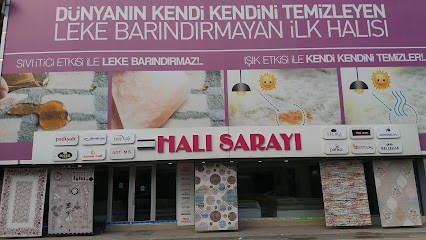 DÜNYANIN KENDİ KENDİNİ TEMİZLEYEN
LEKE BARINDIRMAYAN İLK HALISI
SIVI İTİCİ ETKİSİ İLE LEKE BARINDIRMAZ!..
IŞIK ETKİSİ İLE KENDİ KENDİNİ TEMİZLER!..
HALI SARAYI